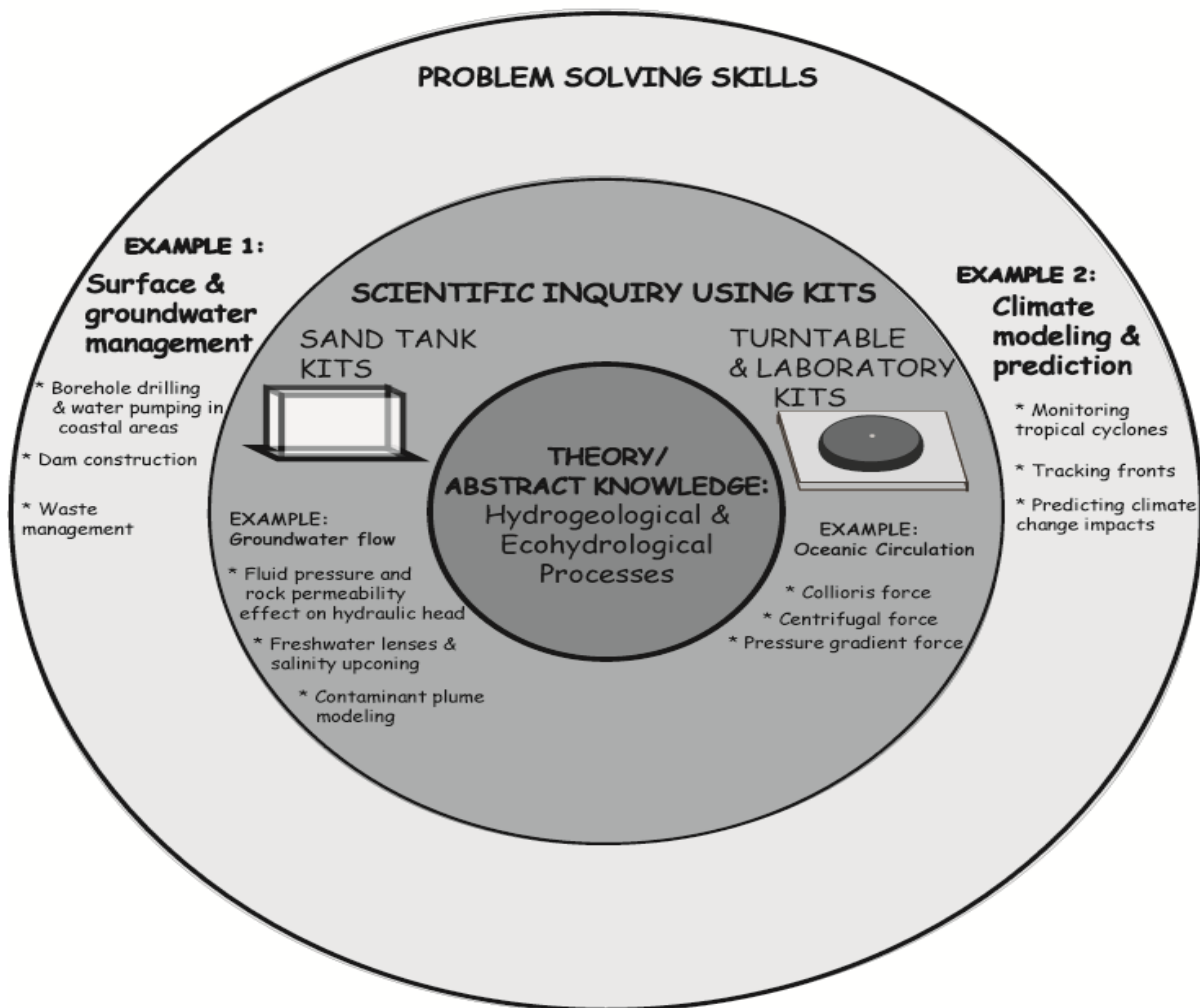 PROBLEM SOLVING SKILLS
EXAMPLE 1:
Surface &
groundwater
management
* Borehole drilling
& water pumping in
coastal areas
* Dam construction
* Waste
management
SCIENTIFIC INQUIRY USING KITS
SAND TANK
KITS
EXAMPLE:
Groundwater flow
* Fluid pressure and
rock permeability
effect on hydraulic head
* Freshwater lenses &
salinity upconing
* Contaminant plume
modeling
THEORY/
ABSTRACT KNOWLEDGE:
Hydrogeological &
Ecohydrological
Processes
TURNTABLE
& LABORATORY
KITS
EXAMPLE:
Oceanic Circulation
* Collioris force
* Centrifugal force
* Pressure gradient force
EXAMPLE 2:
Climate
modeling &
prediction
* Monitoring
tropical cyclones
* Tracking fronts
* Predicting climate
change impacts